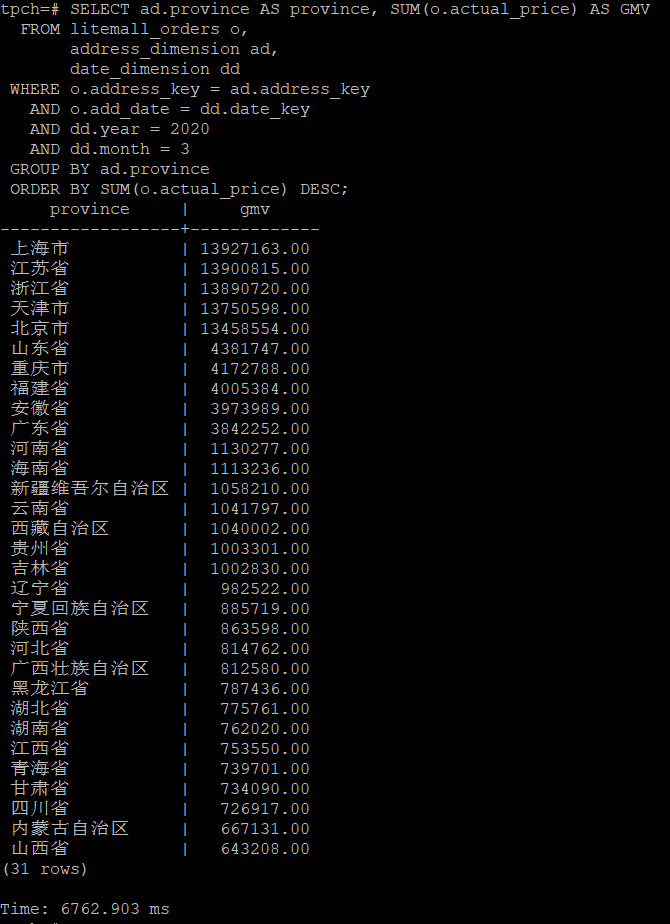 tpch=# SELECT ad.province AS province, SUM(o.actual_price) AS GMV
  FROM litemall_orders o,
       address_dimension ad,
       date_dimension dd
 WHERE o.address_key = ad.address_key
   AND o.add_date = dd.date_key
   AND dd.year = 2020
   AND dd.month = 3
 GROUP BY ad.province
 ORDER BY SUM(o.actual_price) DESC;
     province     |     gmv
------------------+-------------
 上海市           | 13927163.00
 江苏省           | 13900815.00
 浙江省           | 13890720.00
 天津市           | 13750598.00
 北京市           | 13458554.00
 山东省           |  4381747.00
 重庆市           |  4172788.00
 福建省           |  4005384.00
 安徽省           |  3973989.00
 广东省           |  3842252.00
 河南省           |  1130277.00
 海南省           |  1113236.00
 新疆维吾尔自治区 |  1058210.00
 云南省           |  1041797.00
 西藏自治区       |  1040002.00
 贵州省           |  1003301.00
 吉林省           |  1002830.00
 辽宁省           |   982522.00
 宁夏回族自治区   |   885719.00
 陕西省           |   863598.00
 河北省           |   814762.00
 广西壮族自治区   |   812580.00
 黑龙江省         |   787436.00
 湖北省           |   775761.00
 湖南省           |   762020.00
 江西省           |   753550.00
 青海省           |   739701.00
 甘肃省           |   734090.00
 四川省           |   726917.00
 内蒙古自治区     |   667131.00
 山西省           |   643208.00
(31 rows)

Time: 6762.903 ms